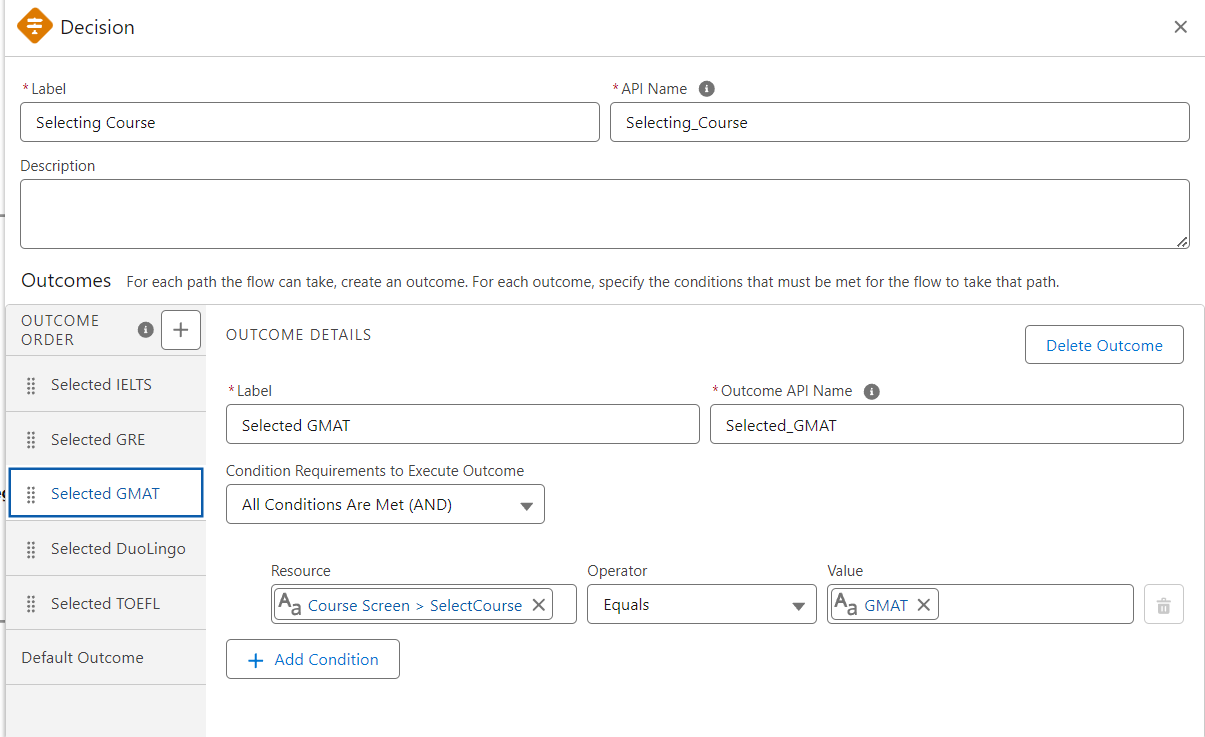 Decision
* Label
* API Name
Selecting Course
Selecting_Course
Description
Outcomes For each path the flow can take, create an outcome. For each outcome, specify the conditions that must be met for the flow to take that path.
OUTCOME
ORDER
Selected IELTS
Selected GRE
Selected GMAT
Selected DuoLingo
Selected TOEFL
Default Outcome
OUTCOME DETAILS
Delete Outcome
* Label
* Outcome API Name
Selected GMAT
Selected_GMAT
Condition Requirements to Execute Outcome
All Conditions Are Met (AND)
Resource
Operator
Value
Aa Course Screen > SelectCourse
Equals
Aa GMAT
+ Add Condition